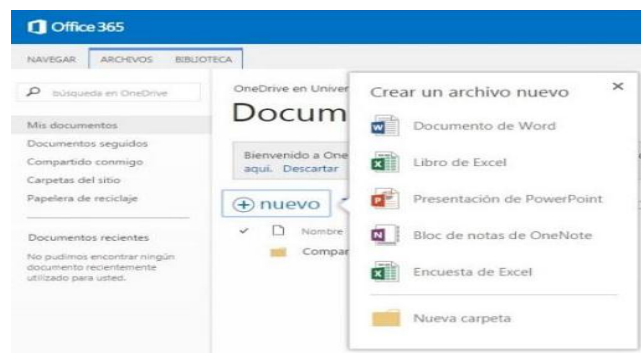 Office 365
NAVEGAR ARCHIVOS BIBLIOTECA
búsqueda en OneDrive
Mis documentos
Documentos seguidos
Compartido conmigo
Carpetas del sitio
Papelera de reciclaje
Documentos recientes
No pudimos encontrar ningún
documento recientemente
utilizado para usted.
OneDrive en Univer
Docum
Bienvenido a One
aquí. Descartar
nuevo
Nombre
Compar
Crear un archivo nuevo
Documento de Word
Libro de Excel
Presentación de PowerPoint
Bloc de notas de OneNote
Encuesta de Excel
Nueva carpeta